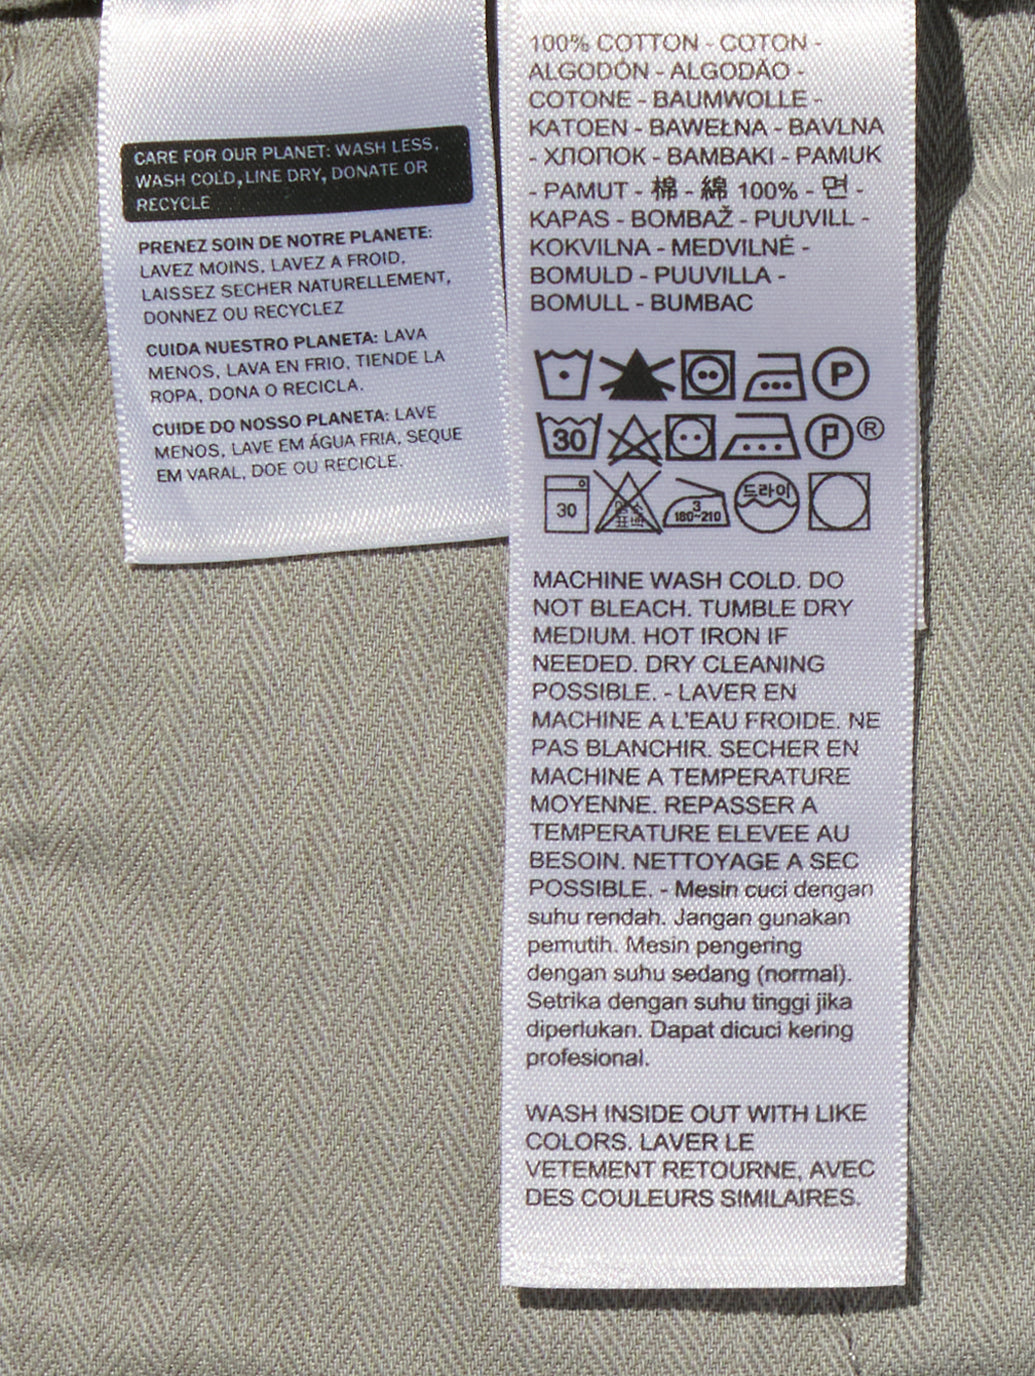 CARE FOR OUR PLANET: WASH LESS,
WASH COLD, LINE DRY, DONATE OR
RECYCLE
PRENEZ SOIN DE NOTRE PLANETE:
LAVEZ MOINS, LAVEZ A FROID,
LAISSEZ SECHER NATURELLEMENT,
DONNEZ OU RECYCLEZ
CUIDA NUESTRO PLANETA: LAVA
MENOS, LAVA EN FRIO, TIENDE LA
ROPA, DONA O RECICLA.
CUIDE DO NOSSO PLANETA: LAVE
MENOS, LAVE EM ÁGUA FRIA, SEQUE
EM VARAL, DOE OU RECICLE.
100% COTTON - COTON -
ALGODÓN - ALGODÃO -
COTONE - BAUMWOLLE -
KATOEN - BAWEŁNA - BAVLNA
- ХЛОПОК - BAMBAKI - PAMUK
- PAMUT - 棉 - 綿 100% - 면 -
KAPAS - BOMBAŽ - PUUVILL -
KOKVILNA - MEDVILNĖ -
BOMULD - PUUVILLA -
BOMULL - BUMBAC
P
30 P ®
30 3 180~210 드라이
MACHINE WASH COLD. DO
NOT BLEACH. TUMBLE DRY
MEDIUM. HOT IRON IF
NEEDED. DRY CLEANING
POSSIBLE. - LAVER EN
MACHINE A L'EAU FROIDE. NE
PAS BLANCHIR. SECHER EN
MACHINE A TEMPERATURE
MOYENNE. REPASSER A
TEMPERATURE ELEVEE AU
BESOIN. NETTOYAGE A SEC
POSSIBLE. - Mesin cuci dengan
suhu rendah. Jangan gunakan
pemutih. Mesin pengering
dengan suhu sedang (normal).
Setrika dengan suhu tinggi jika
diperlukan. Dapat dicuci kering
profesional.
WASH INSIDE OUT WITH LIKE
COLORS. LAVER LE
VETEMENT RETOURNE, AVEC
DES COULEURS SIMILAIRES.